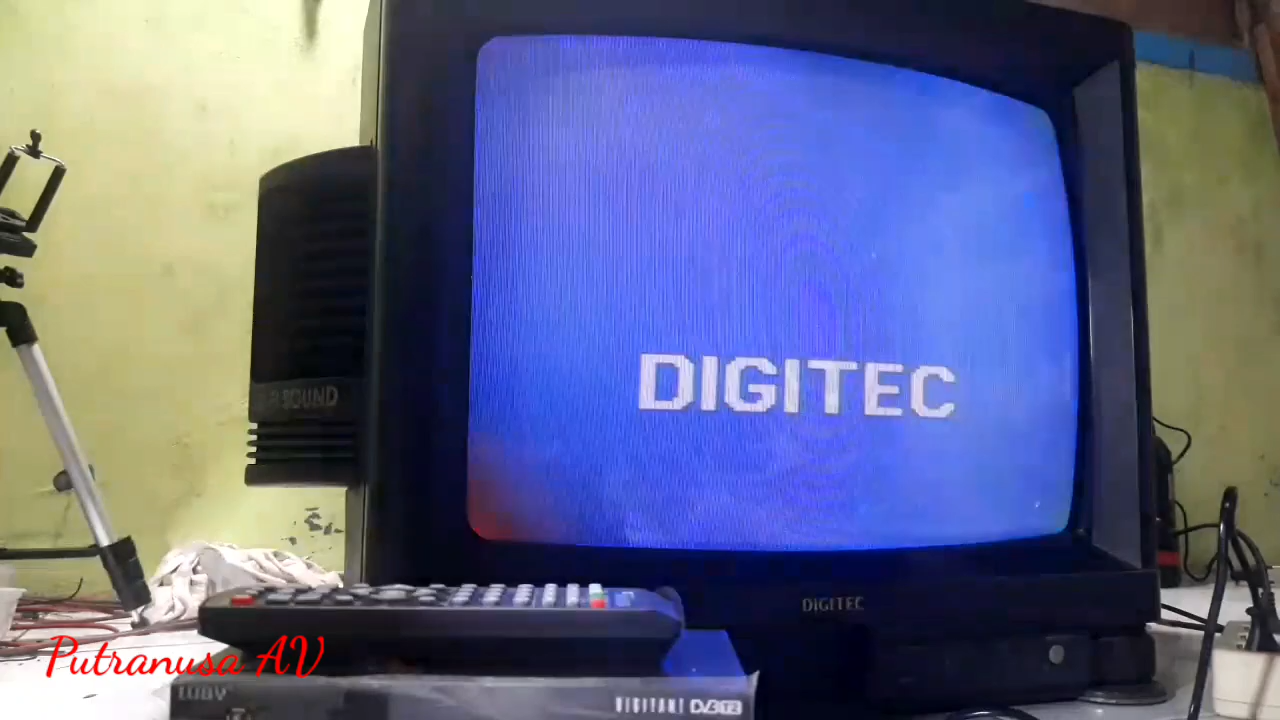 DIGITEC
SOUND
DIGITEC
Putranusa AV
DVB T2